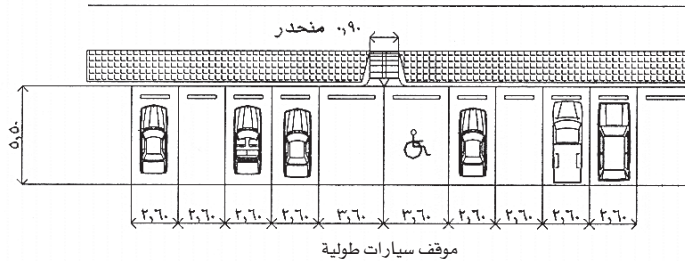 ٠,٩٠ منحدر
٥,٥٠
٢,٦٠ ٢,٦٠ ٢,٦٠ ٢,٦٠ ٣,٦٠ ٣,٦٠ ٢,٦٠ ٢,٦٠ ٢,٦٠ ٢,٦٠
موقف سيارات طولية